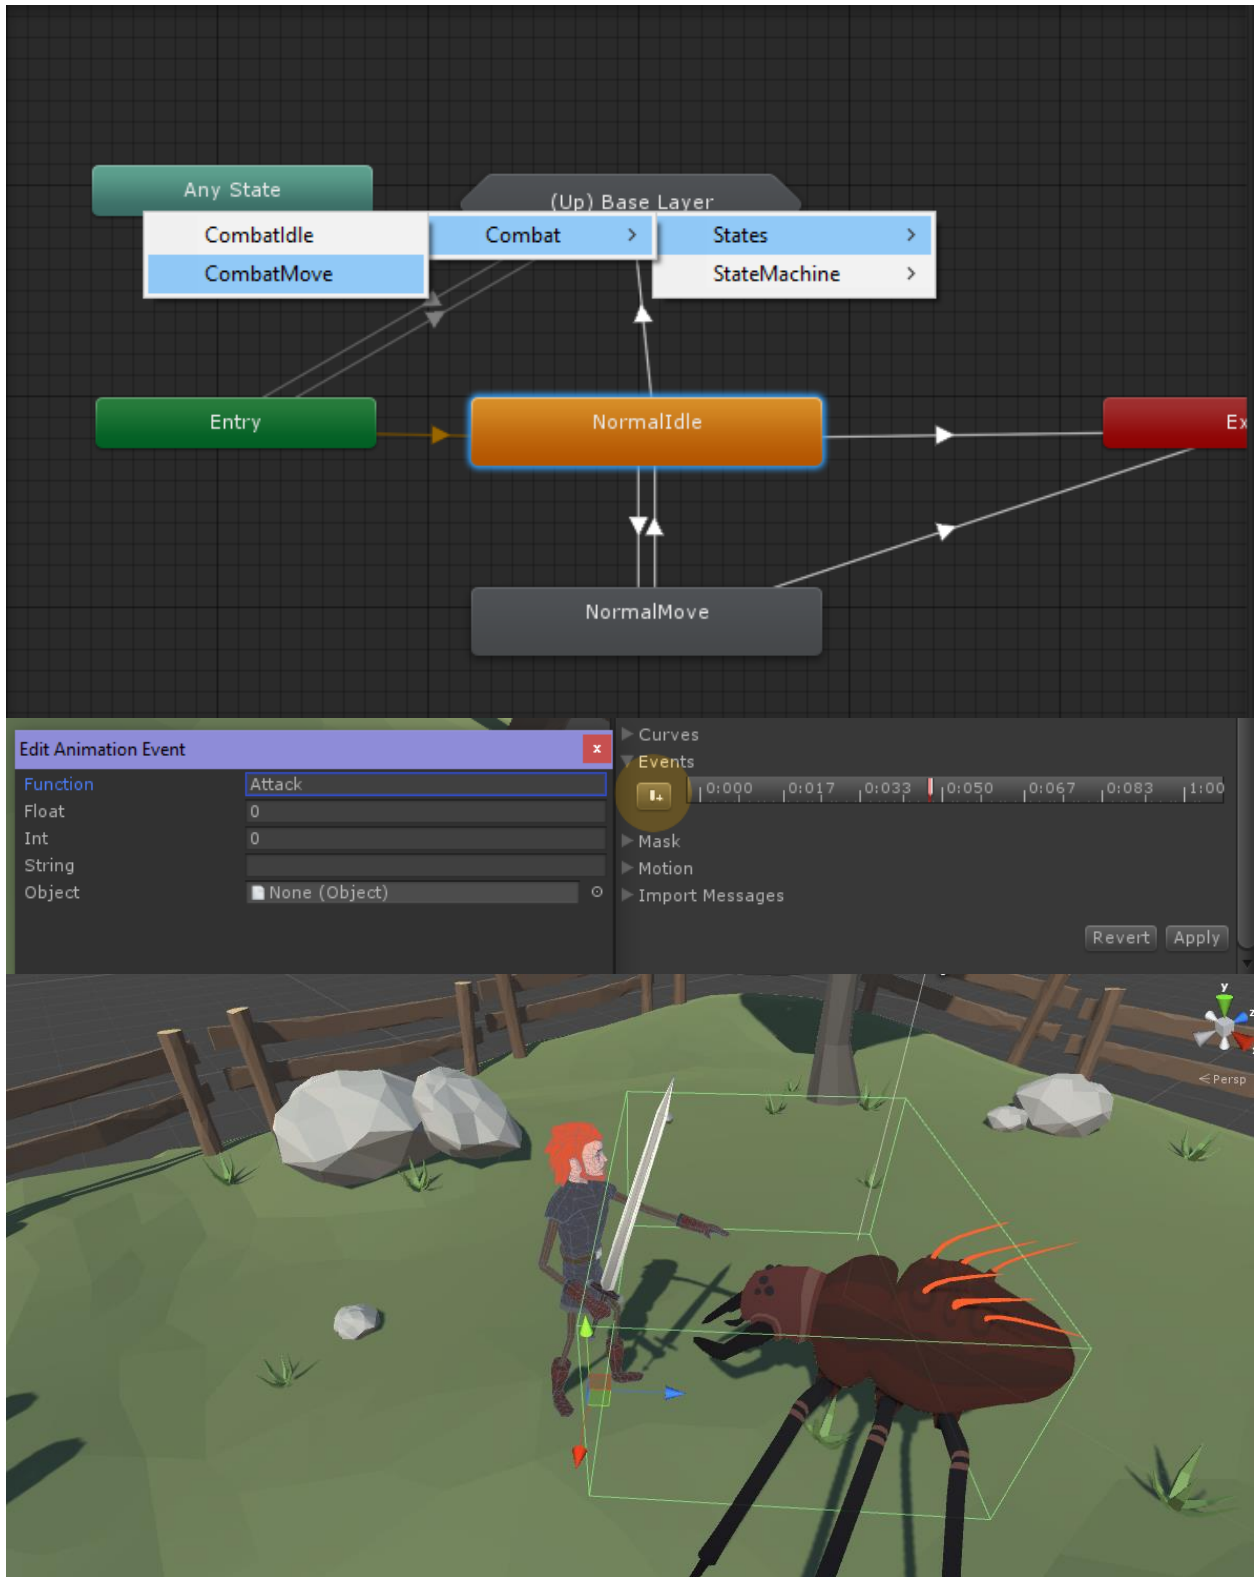 Any State
(Up) Base Layer
CombatIdle
Combat
States
CombatMove
StateMachine
Entry
NormalIdle
Ex
NormalMove
Edit Animation Event
x
Function
Attack
Float
0
Int
0
String
Object
None (Object)
Curves
Events
0:000 0:017 0:033 0:050 0:067 0:083 1:00
Mask
Motion
Import Messages
Revert
Apply
y
z
Persp